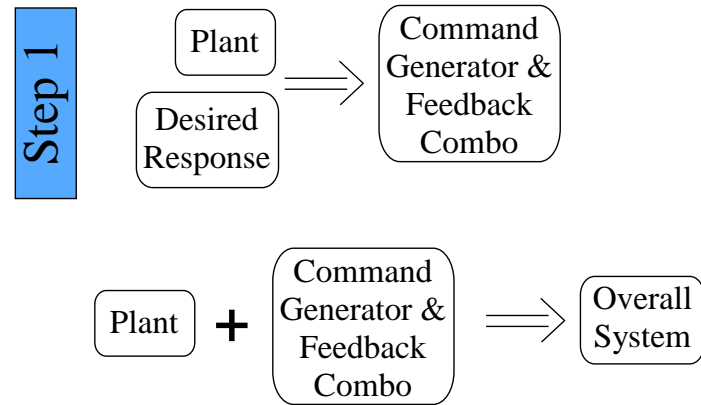 Step 1
Plant
Desired
Response
Command
Generator &
Feedback
Combo
Plant
+
Command
Generator &
Feedback
Combo
Overall
System